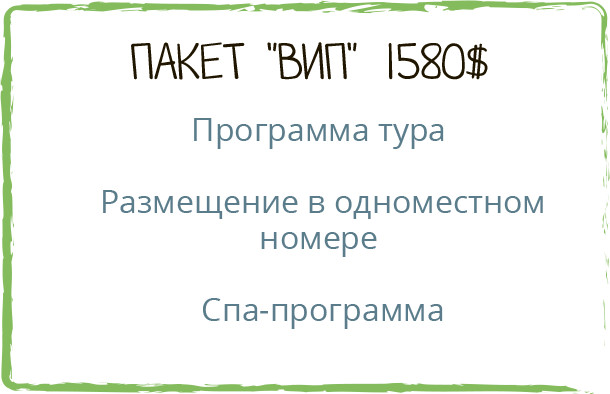 ПАКЕТ "ВИП" 1580$
Программа тура
Размещение в одноместном
номере
Спа-программа